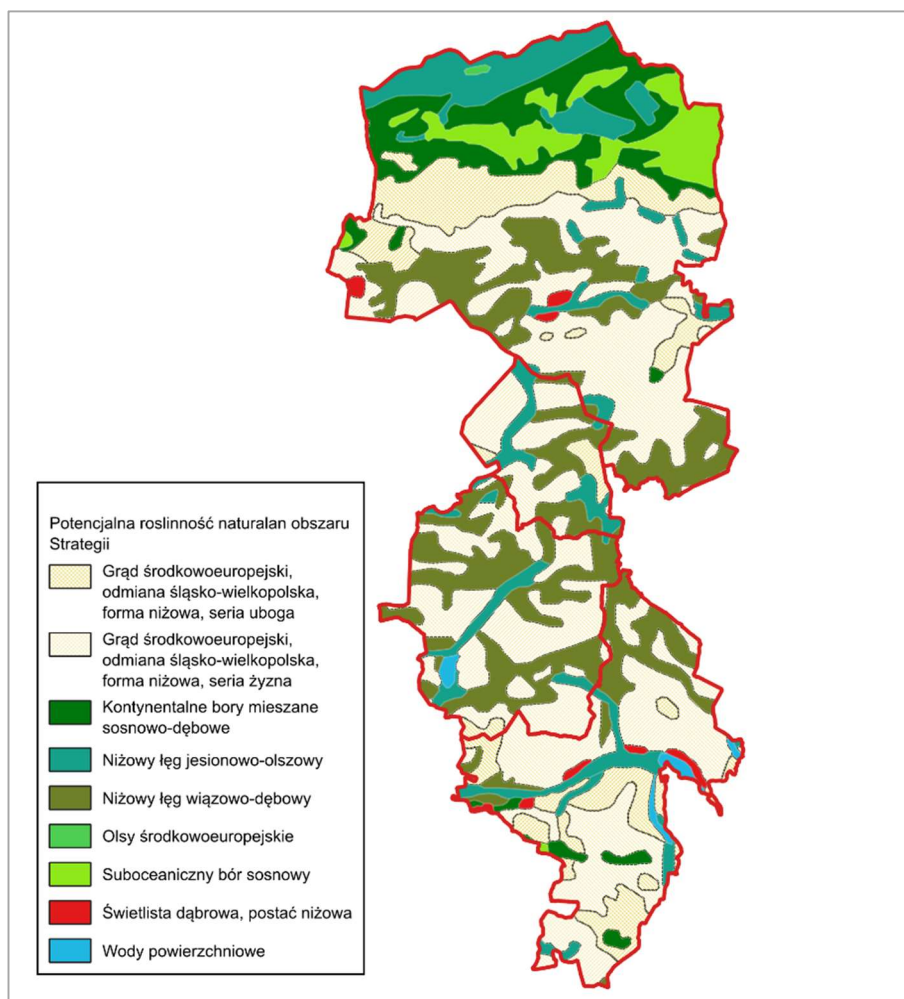 Potencjalna roslinność naturalan obszaru
Strategii
Grąd środkowoeuropejski,
odmiana śląsko-wielkopolska,
forma niżowa, seria uboga
Grąd środkowoeuropejski,
odmiana śląsko-wielkopolska,
forma niżowa, seria żyzna
Kontynentalne bory mieszane
sosnowo-dębowe
Niżowy łęg jesionowo-olszowy
Niżowy łęg wiązowo-dębowy
Olsy środkowoeuropejskie
Suboceaniczny bór sosnowy
Świetlista dąbrowa, postać niżowa
Wody powierzchniowe